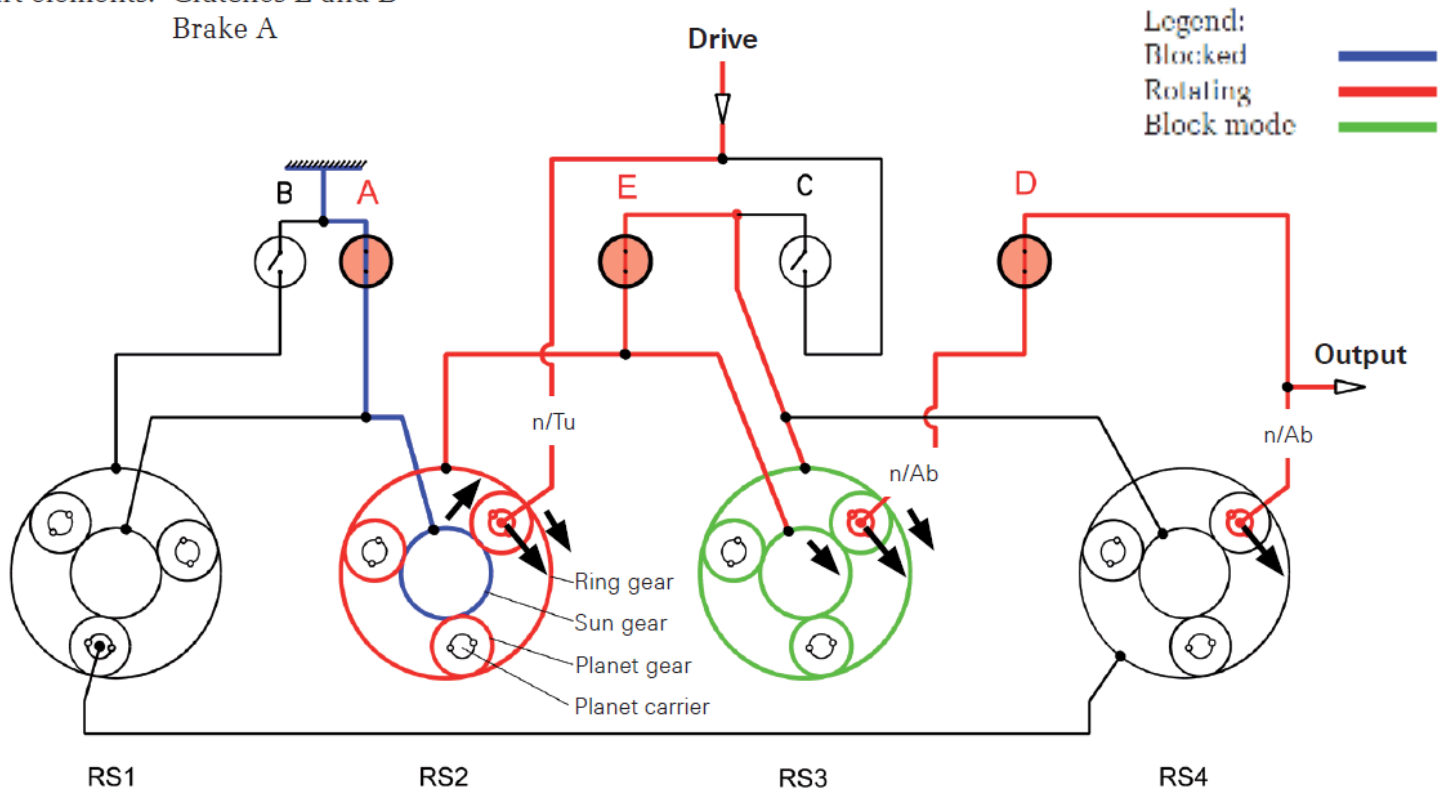 Brake A
Drive
Legend:
Blocked
Rotating
Block mode
B
A
E
C
D
Output
n/Tu
n/Ab
n/Ab
Ring gear
Sun gear
Planet gear
Planet carrier
RS1
RS2
RS3
RS4